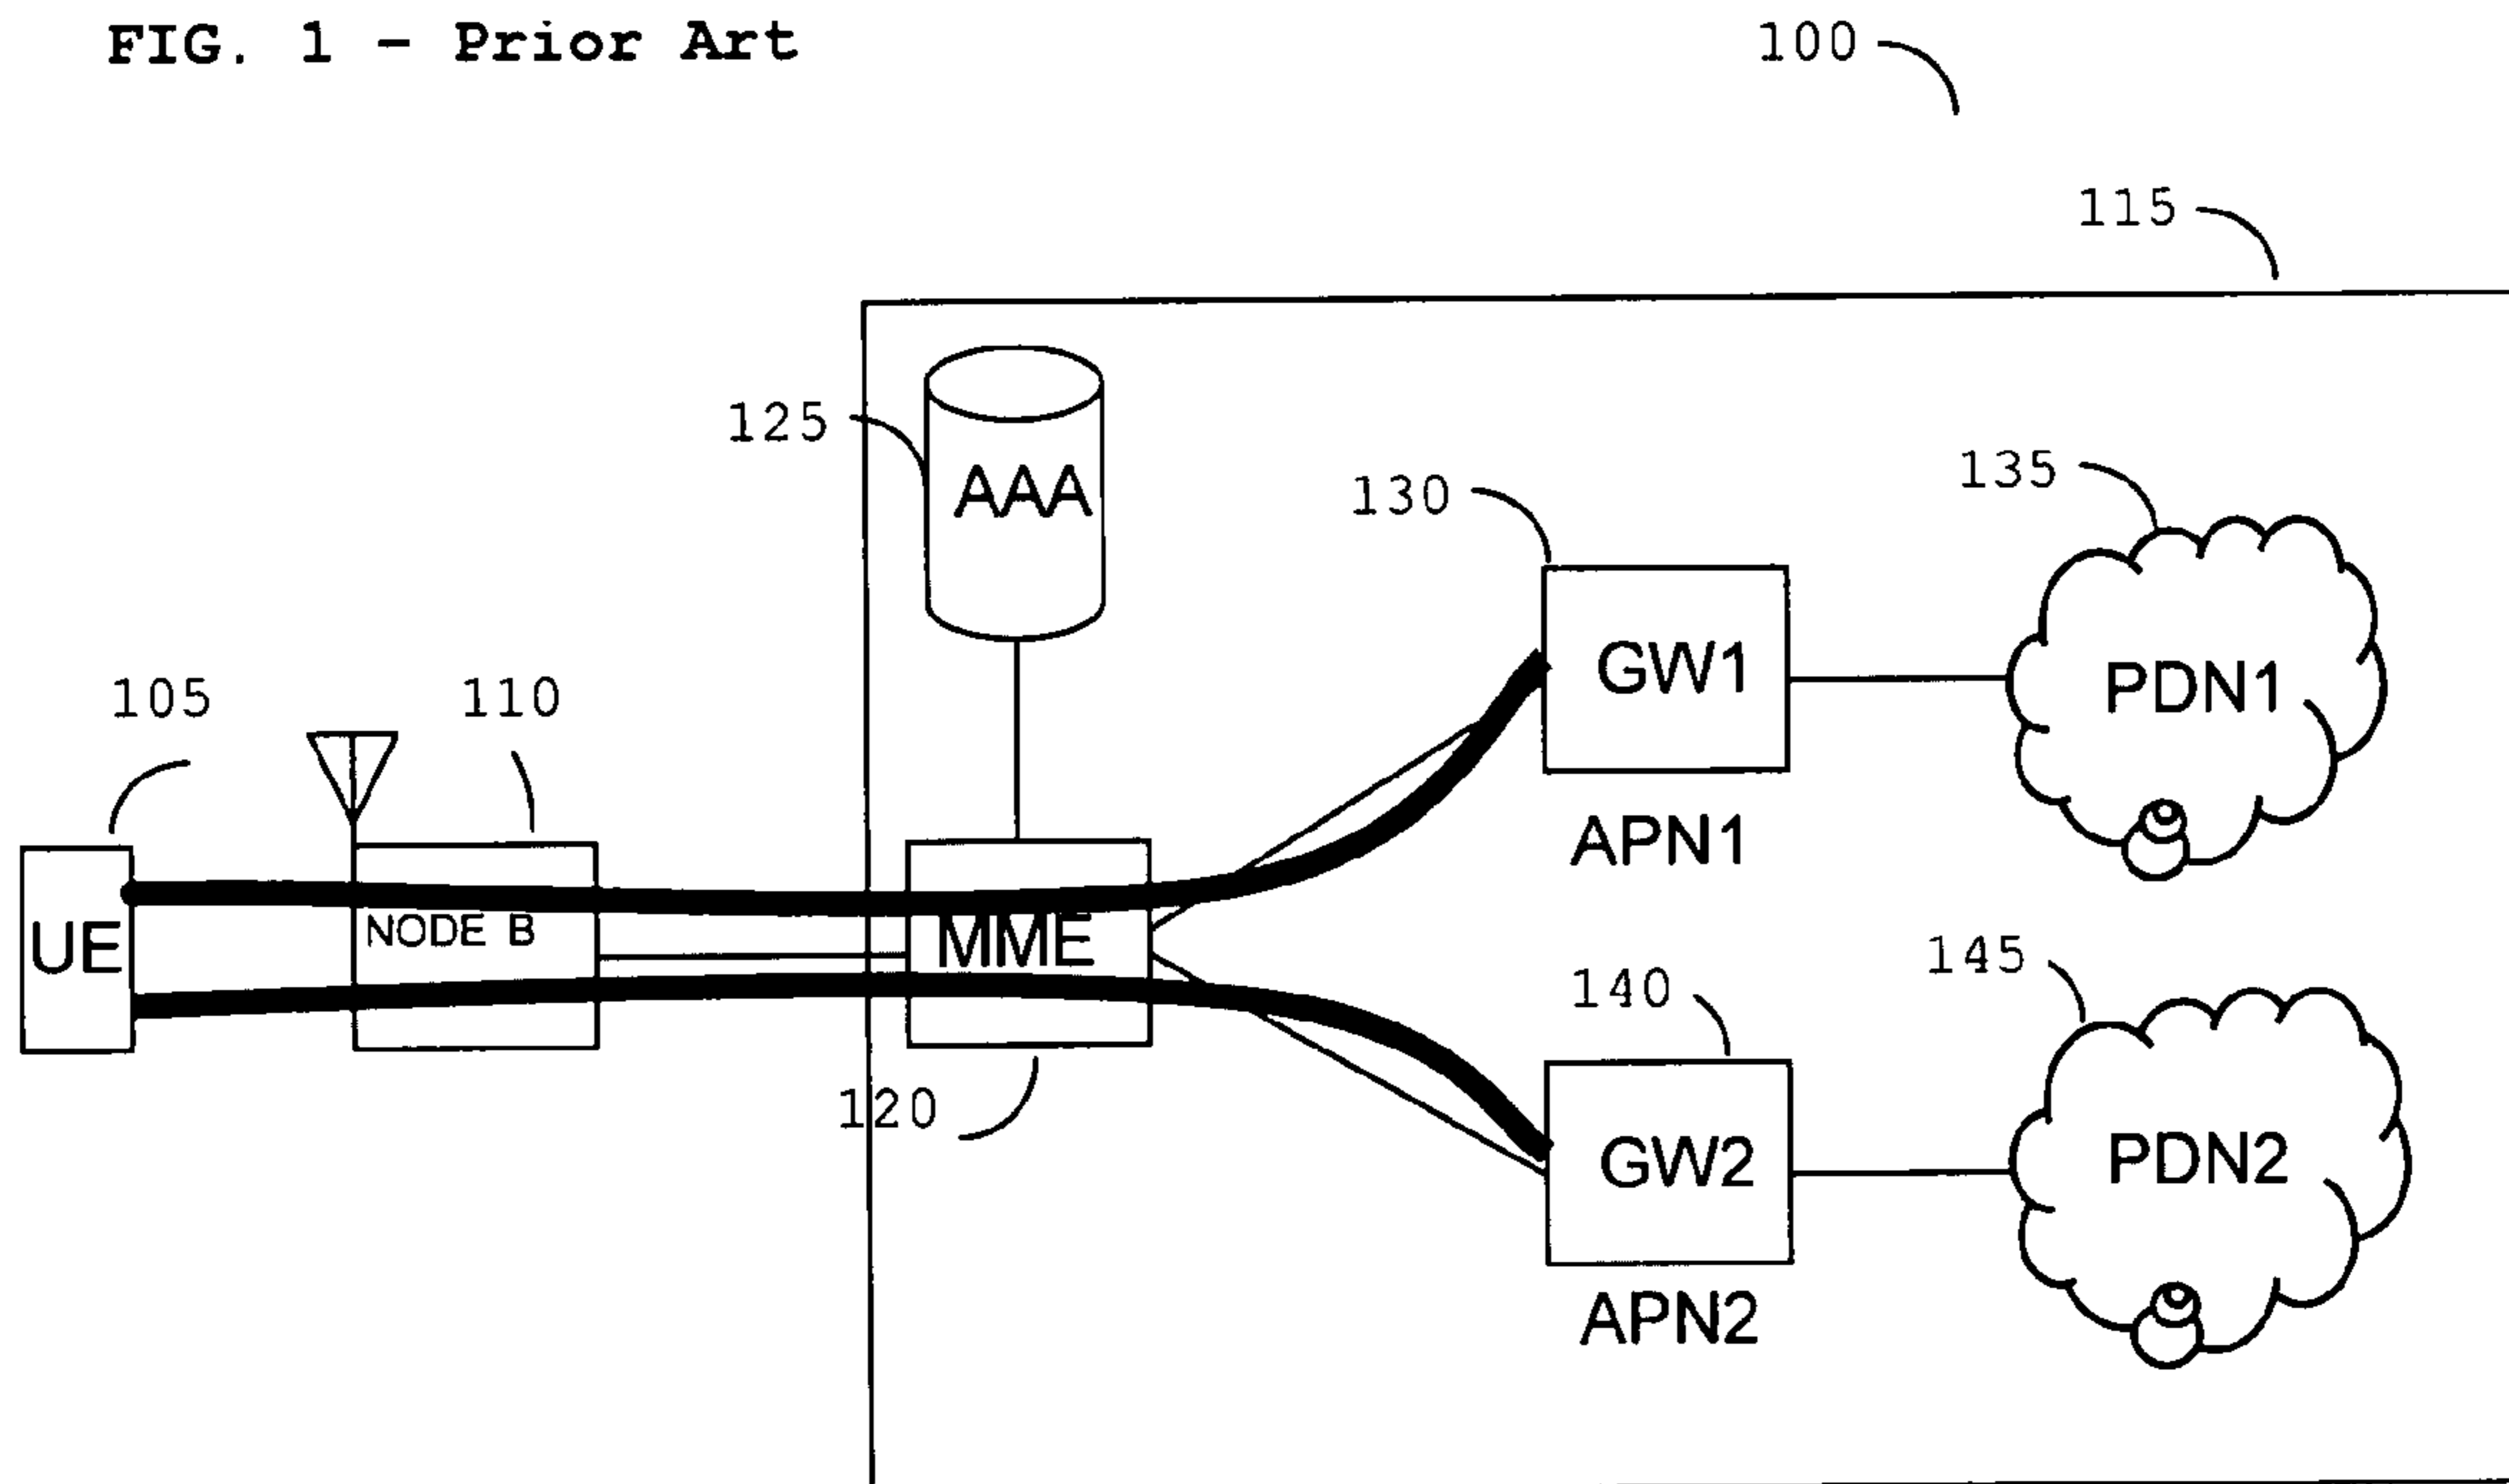 FIG. 1 - Prior Art
100
115
125
AAA
130
135
GW1
PDN1
APN1
105
110
UE
NODE B
MME
120
140
145
GW2
PDN2
APN2